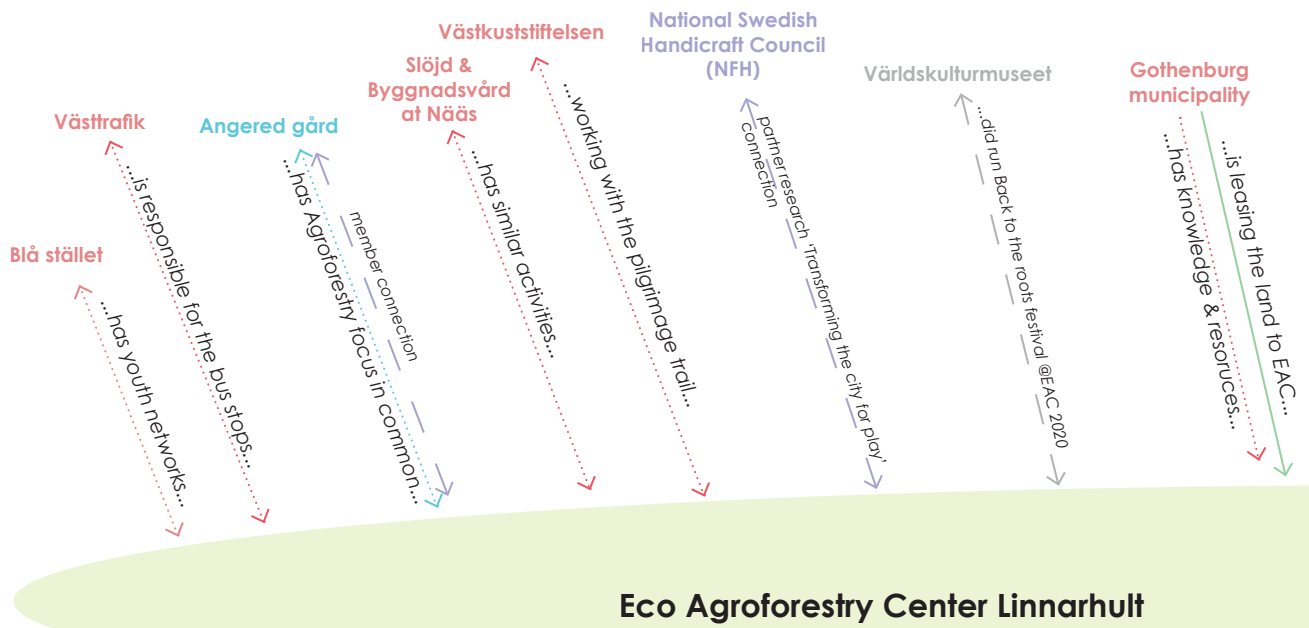 Västkuststiftelsen
National Swedish
Handicraft Council
(NFH)
Slöjd &
Byggnadsvård
at Nääs
Världskulturmuseet
Gothenburg
municipality
Västtrafik
Angered gård
Blå stället
...has youth networks...
...is responsible for the bus stops...
...has Agroforestry focus in common...
member connection
...has similar activities...
...working with the pilgrimage trail...
partner research 'Transforming the city for play'
connection
...did run Back to the roots festival @EAC 2020
...has knowledge & resoruces...
...is leasing the land to EAC...
Eco Agroforestry Center Linnarhult